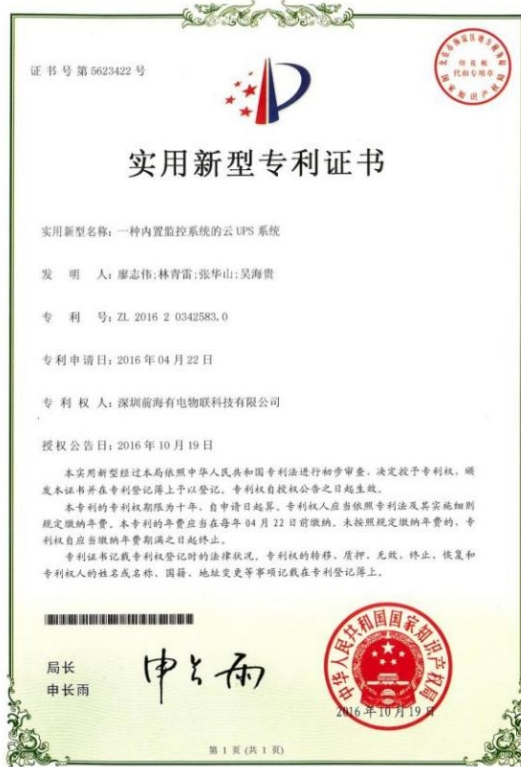 证书号第5623422号
印花税
代扣专用章
国家知识产权局
实用新型专利证书
实用新型名称：一种内置监控系统的云UPS系统
发 明 人：廖志伟;林青雷;张华山;吴海贵
专 利 号：ZL 2016 2 0342583.0
专利申请日：2016年04月22日
专 利 权 人：深圳前海有电物联科技有限公司
授权公告日：2016年10月19日
本实用新型经过本局依照中华人民共和国专利法进行初步审查，决定授予专利权，颁
发本证书并在专利登记簿上予以登记。专利权自授权公告之日起生效。
本专利的专利权期限为十年，自申请日起算。专利权人应当依照专利法及其实施细则
规定缴纳年费。本专利的年费应当在每年04月22日前缴纳。未按照规定缴纳年费的，专
利权自应当缴纳年费期满之日起终止。
专利证书记载专利权登记时的法律状况。专利权的转移、质押、无效、终止、恢复和
专利权人的姓名或名称、国籍、地址变更等事项记载在专利登记簿上。
局长
申长雨
申长雨
中华人民共和国国家知识产权局
2016年10月19日
第1页(共1页)